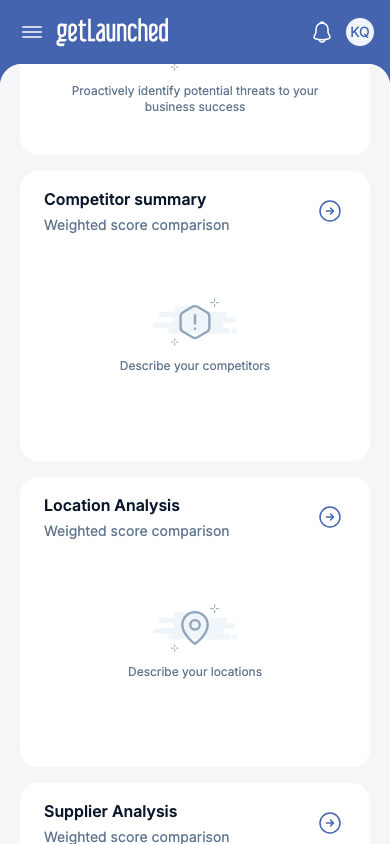 getLaunched
KQ
Proactively identify potential threats to your
business success
Competitor summary
Weighted score comparison
Describe your competitors
Location Analysis
Weighted score comparison
Describe your locations
Supplier Analysis
Weighted score comparison